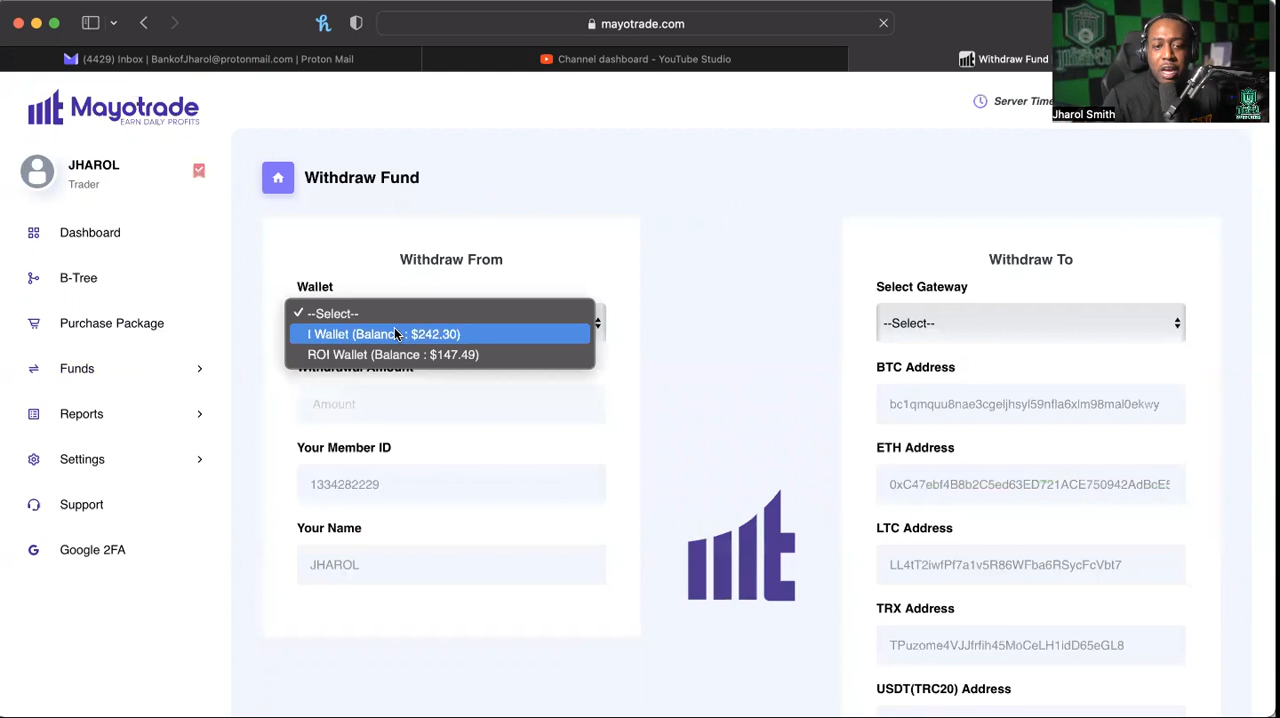 mayotrade.com
(4429) Inbox | BankofJharol@protonmail.com | Proton Mail
Channel dashboard - YouTube Studio
Withdraw Fund
Jharol Smith
Mayotrade
EARN DAILY PROFITS
Server Time
JHAROL
Trader
Dashboard
B-Tree
Purchase Package
Funds
Reports
Settings
Support
Google 2FA
Withdraw Fund
Withdraw From
Wallet
--Select--
I Wallet (Balance : $242.30)
ROI Wallet (Balance : $147.49)
Withdrawal Amount
Amount
Your Member ID
1334282229
Your Name
JHAROL
Withdraw To
Select Gateway
--Select--
BTC Address
bc1qmquu8nae3cgeljhsyl59nfla6xlm98mal0ekwy
ETH Address
0xC47ebf4B8b2C5ed63ED721ACE750942AdBcE5
LTC Address
LL4tT2iwfPf7a1v5R86WFba6RSycFcVbt7
TRX Address
TPuzome4VJJfrfih45MoCeLH1idD65eGL8
USDT(TRC20) Address